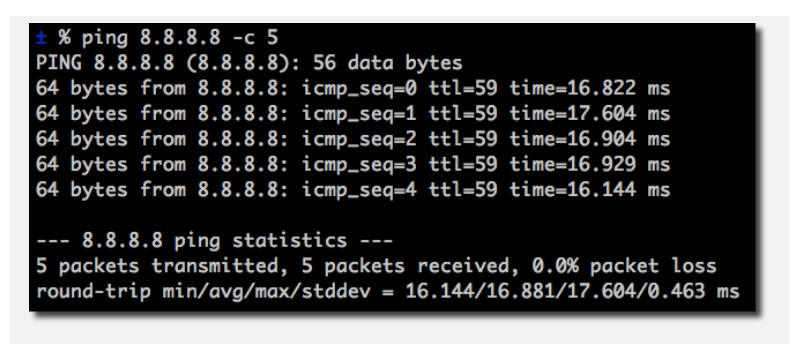 ± % ping 8.8.8.8 -c 5
PING 8.8.8.8 (8.8.8.8): 56 data bytes
64 bytes from 8.8.8.8: icmp_seq=0 ttl=59 time=16.822 ms
64 bytes from 8.8.8.8: icmp_seq=1 ttl=59 time=17.604 ms
64 bytes from 8.8.8.8: icmp_seq=2 ttl=59 time=16.904 ms
64 bytes from 8.8.8.8: icmp_seq=3 ttl=59 time=16.929 ms
64 bytes from 8.8.8.8: icmp_seq=4 ttl=59 time=16.144 ms
--- 8.8.8.8 ping statistics ---
5 packets transmitted, 5 packets received, 0.0% packet loss
round-trip min/avg/max/stddev = 16.144/16.881/17.604/0.463 ms